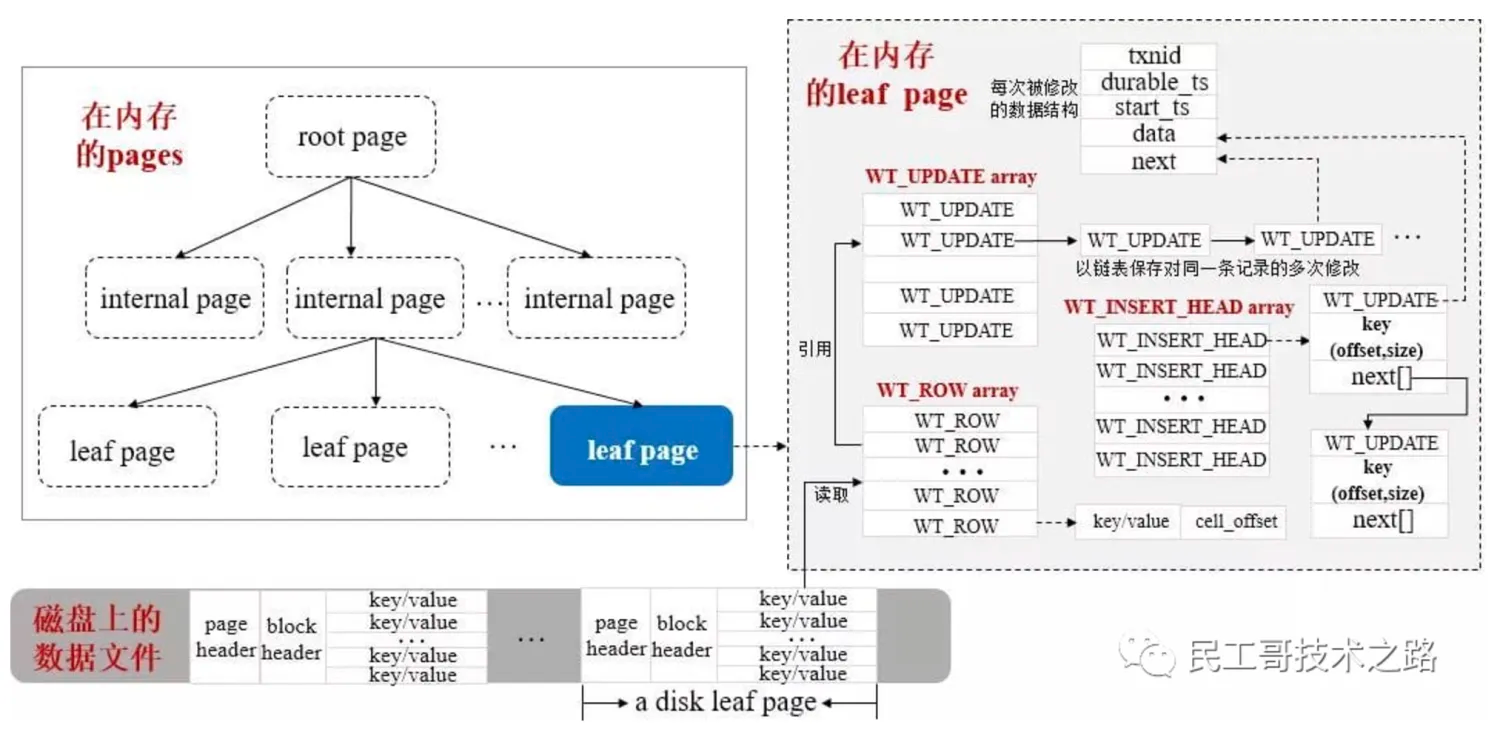 在内存
的pages
root page
internal page
internal page
...
internal page
leaf page
leaf page
...
leaf page
在内存
的leaf page
每次被修改
的数据结构
txnid
durable_ts
start_ts
data
next
WT_UPDATE array
WT_UPDATE
WT_UPDATE
WT_UPDATE
WT_UPDATE
WT_UPDATE
WT_UPDATE
...
以链表保存对同一条记录的多次修改
引用
WT_INSERT_HEAD array
WT_INSERT_HEAD
WT_INSERT_HEAD
...
WT_INSERT_HEAD
WT_INSERT_HEAD
WT_UPDATE
key
(offset,size)
next[]
WT_UPDATE
key
(offset,size)
next[]
WT_ROW array
WT_ROW
WT_ROW
...
WT_ROW
WT_ROW
读取
key/value
cell_offset
磁盘上的
数据文件
page
header
block
header
key/value
key/value
...
key/value
key/value
...
page
header
block
header
key/value
key/value
...
key/value
key/value
a disk leaf page
民工哥技术之路